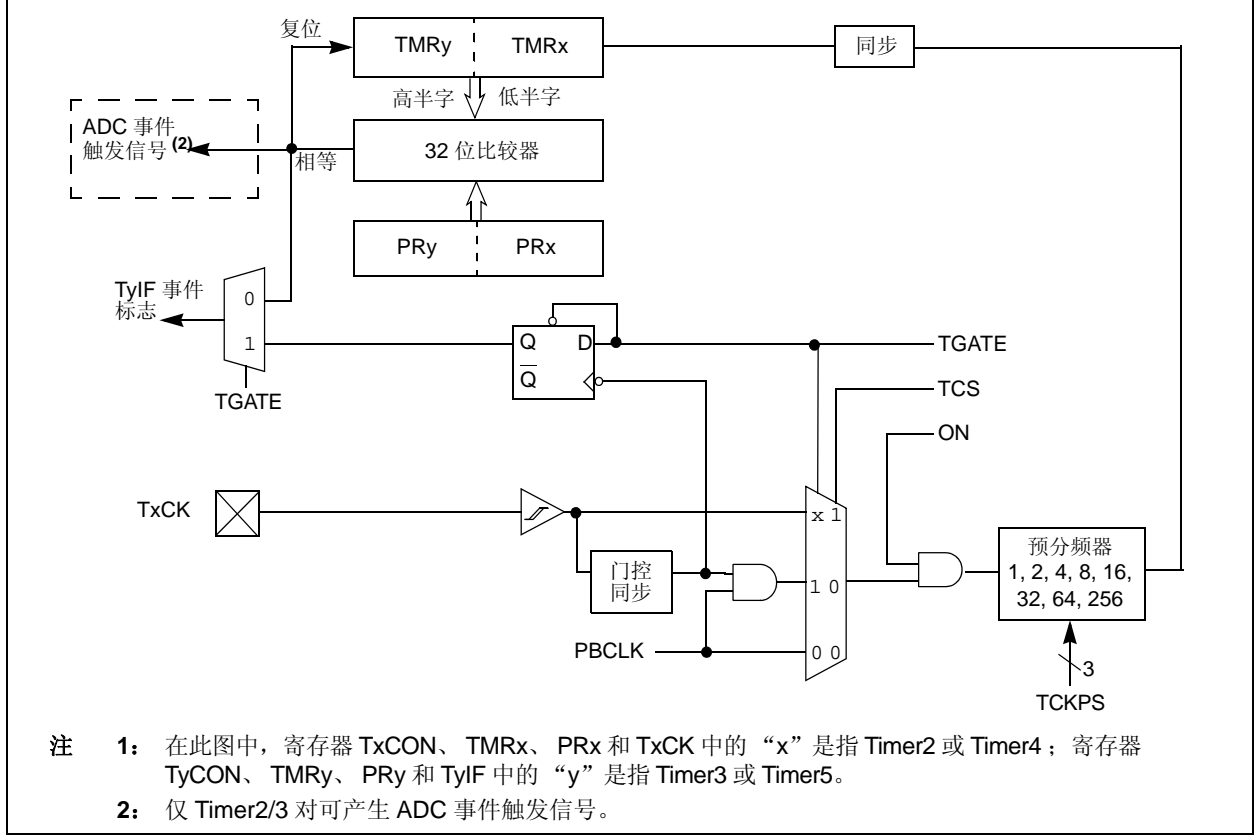 复位
TMRy
TMRx
同步
高半字
低半字
ADC 事件
触发信号 (2)
相等
32 位比较器
PRy
PRx
TyIF 事件
标志
0
1
TGATE
Q
D
Q
TGATE
TCS
ON
TxCK
x 1
门控
同步
1 0
预分频器
1, 2, 4, 8, 16,
32, 64, 256
PBCLK
0 0
3
TCKPS
注 1： 在此图中，寄存器 TxCON、 TMRx、 PRx 和 TxCK 中的 “x”是指 Timer2 或 Timer4 ；寄存器
TyCON、 TMRy、 PRy 和 TyIF 中的 “y”是指 Timer3 或 Timer5。
2： 仅 Timer2/3 对可产生 ADC 事件触发信号。